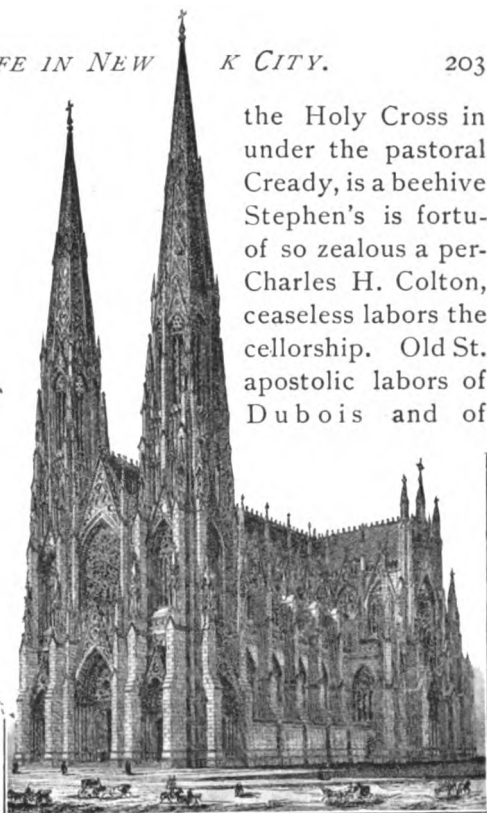 FE IN NEW K CITY. 203
the Holy Cross in
under the pastoral
Cready, is a beehive
Stephen's is fortu-
of so zealous a per-
Charles H. Colton,
ceaseless labors the
cellorship. Old St.
apostolic labors of
Dubois and of